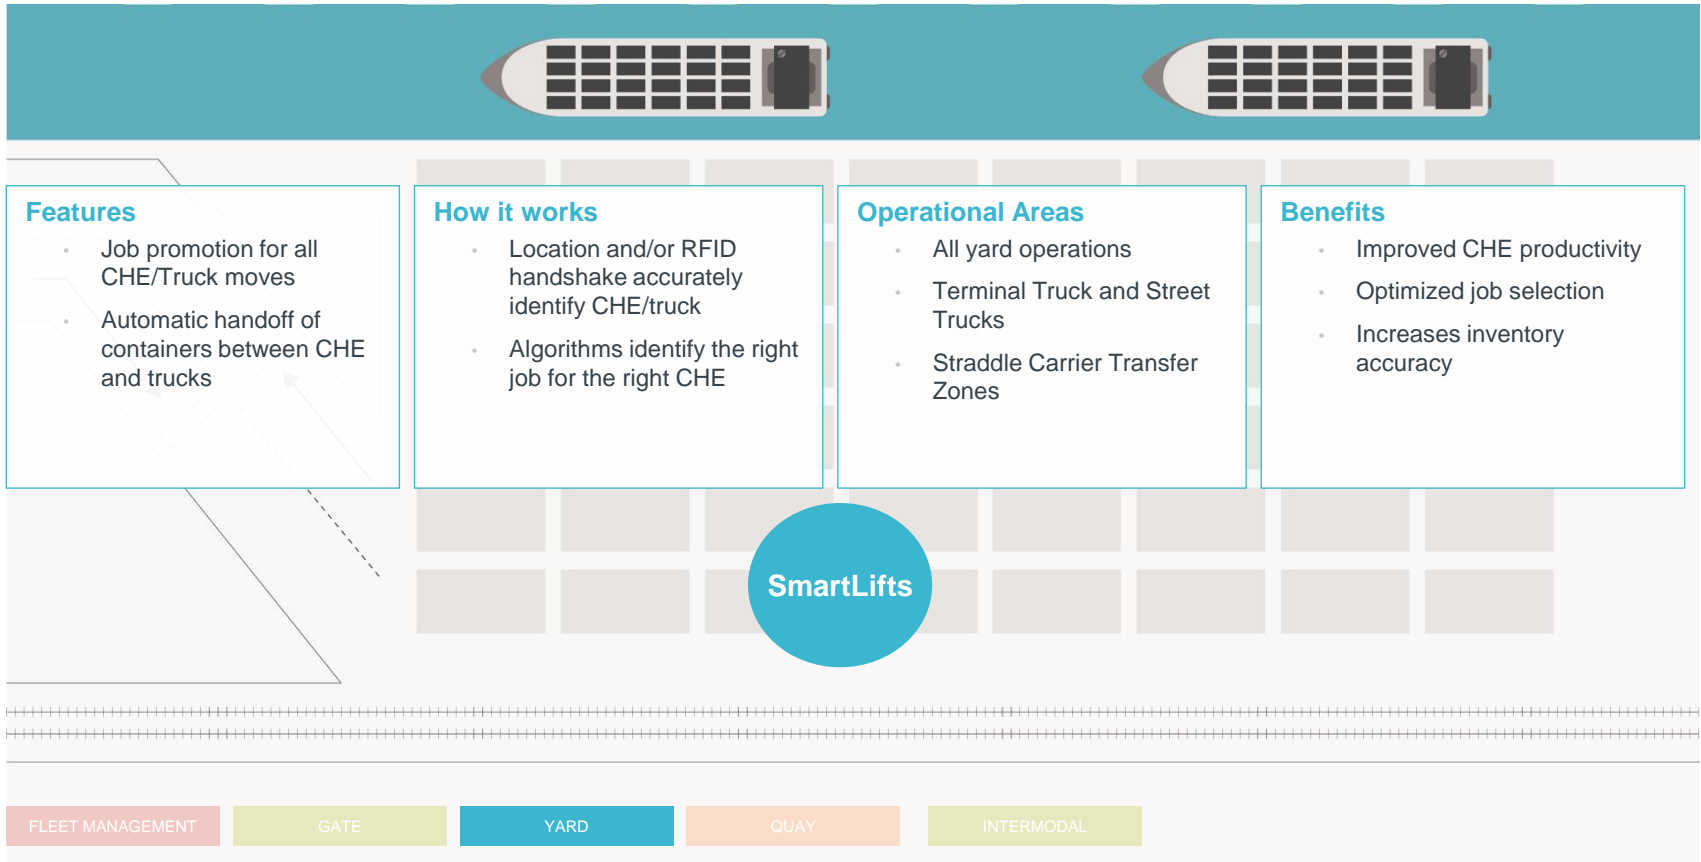 Features
• Job promotion for all
CHE/Truck moves
• Automatic handoff of
containers between CHE
and trucks
How it works
• Location and/or RFID
handshake accurately
identify CHE/truck
• Algorithms identify the right
job for the right CHE
Operational Areas
• All yard operations
• Terminal Truck and Street
Trucks
• Straddle Carrier Transfer
Zones
Benefits
• Improved CHE productivity
• Optimized job selection
• Increases inventory
accuracy
SmartLifts
FLEET MANAGEMENT
GATE
YARD
QUAY
INTERMODAL